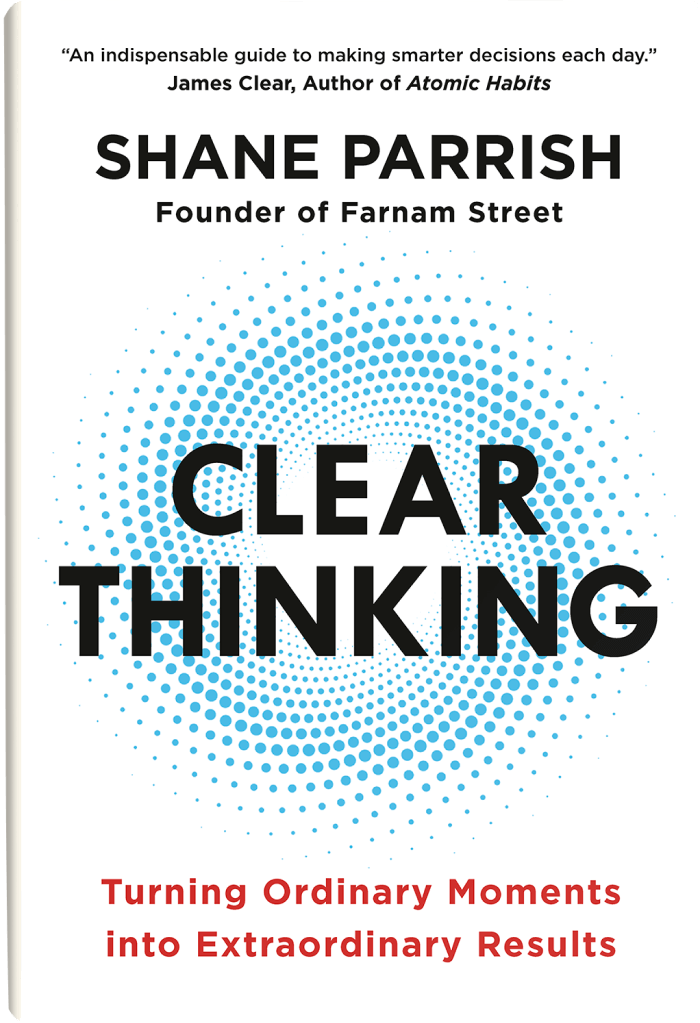 “An indispensable guide to making smarter decisions each day.”
James Clear, Author of Atomic Habits
SHANE PARRISH
Founder of Farnam Street
CLEAR
THINKING
Turning Ordinary Moments
into Extraordinary Results